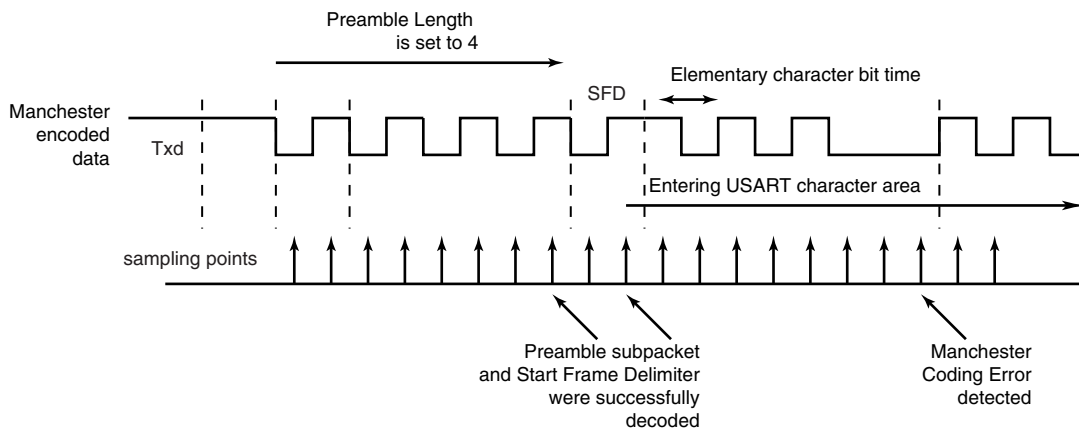 Preamble Length
is set to 4
Elementary character bit time
SFD
Manchester
encoded
data
Txd
Entering USART character area
sampling points
Preamble subpacket
and Start Frame Delimiter
were successfully
decoded
Manchester
Coding Error
detected